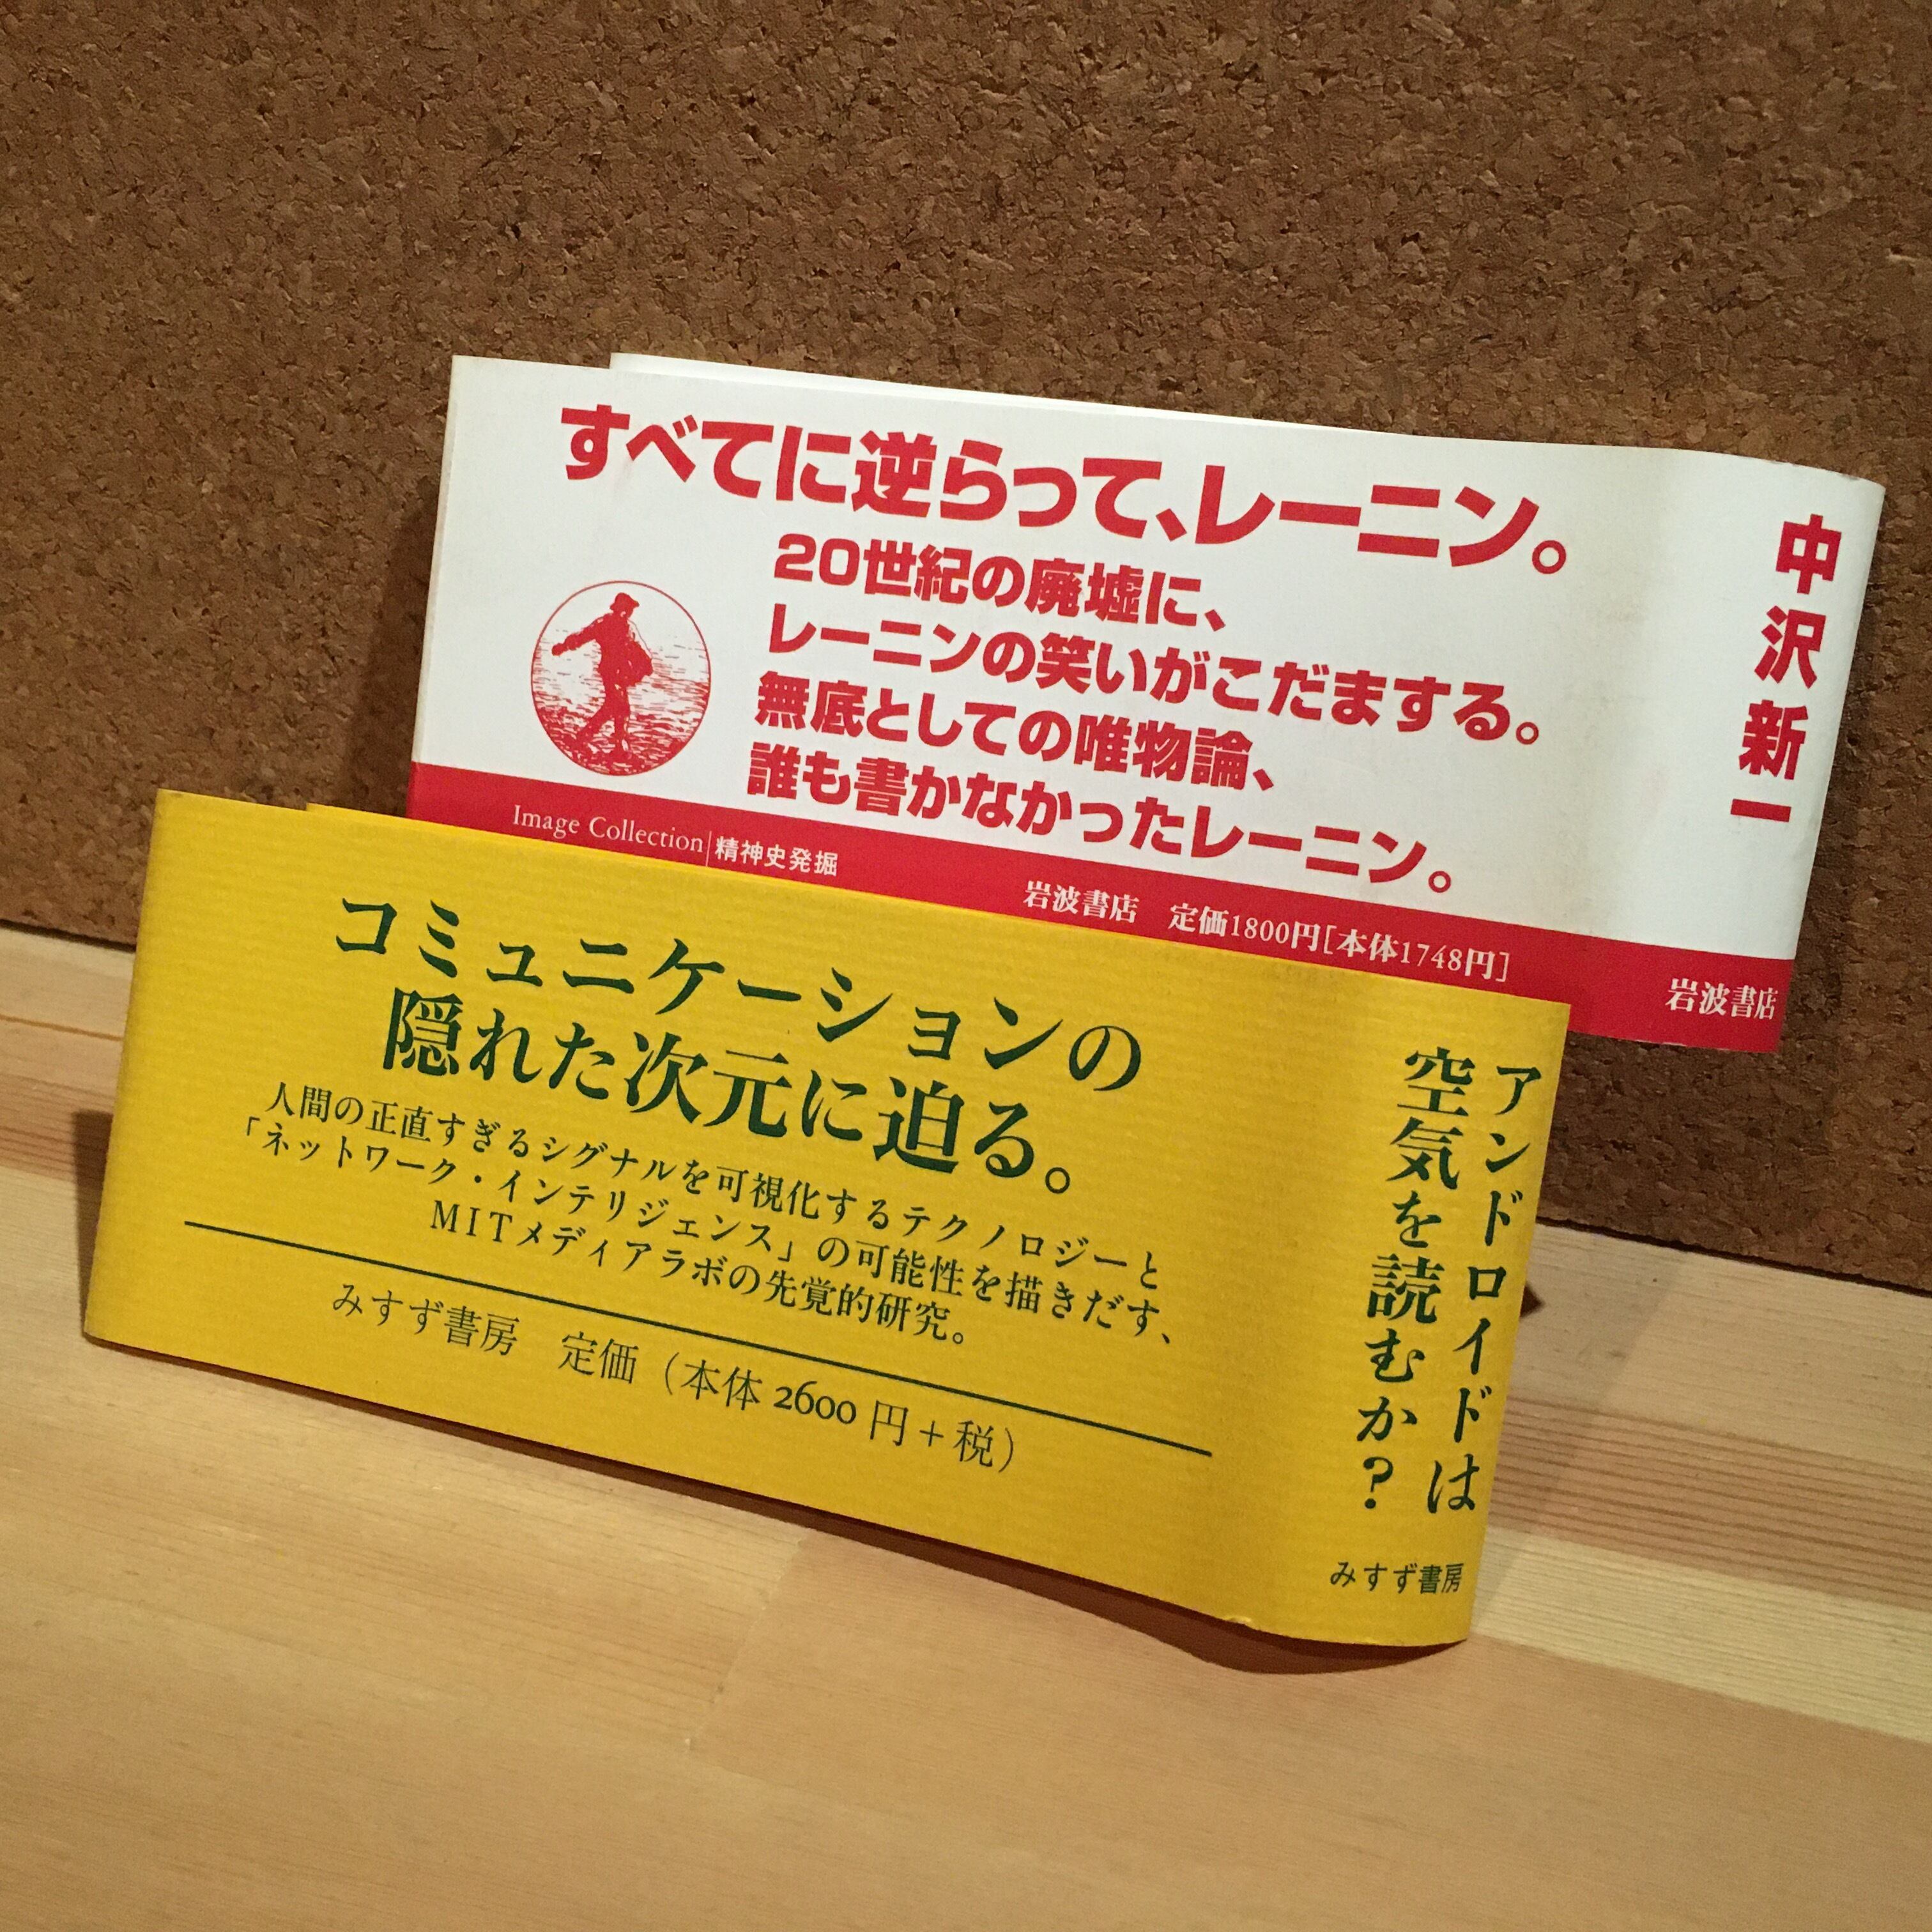 すべてに逆らって、レーニン。
20世紀の廃墟に、
レーニンの笑いがこだまする。
無底としての唯物論、
誰も書かなかったレーニン。
Image Collection|精神史発掘
岩波書店 定価1800円[本体1748円]
中沢新一
岩波書店
コミュニケーションの
隠れた次元に迫る。
人間の正直すぎるシグナルを可視化するテクノロジーと
「ネットワーク・インテリジェンス」の可能性を描きだす、
MITメディアラボの先覚的研究。
みすず書房 定価(本体 2600 円+税)
アンドロイドは
空気を読むか?
みすず書房